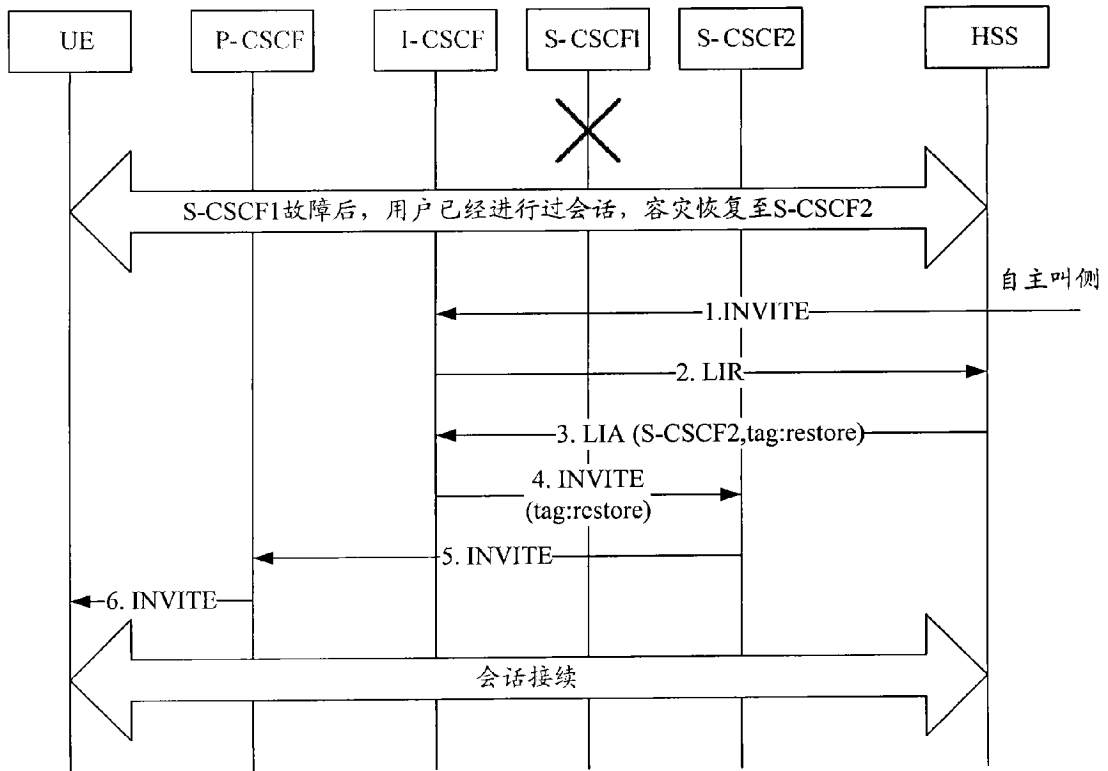 UE
P-CSCF
I-CSCF
S-CSCF1
S-CSCF2
HSS
S-CSCF1故障后，用户已经进行过会话，容灾恢复至S-CSCF2
自主叫侧
1.INVITE
2. LIR
3. LIA (S-CSCF2,tag:restore)
4. INVITE
(tag:restore)
5. INVITE
6. INVITE
会话接续